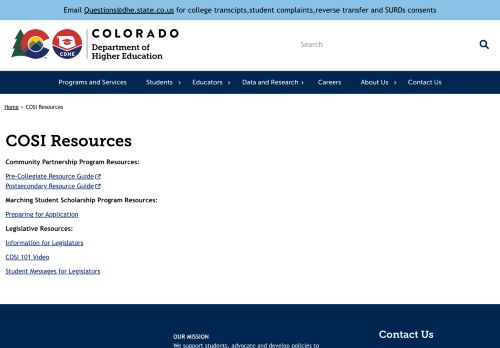 Email Questions@dhe.state.co.us for college transcipts,student complaints,reverse transfer and SURDs consents
COLORADO
Department of
Higher Education
CDHE
Search
Programs and Services
Students
Educators
Data and Research
Careers
About Us
Contact Us
Home › COSI Resources
COSI Resources
Community Partnership Program Resources:
Pre-Collegiate Resource Guide
Postsecondary Resource Guide
Marching Student Scholarship Program Resources:
Preparing for Application
Legislative Resources:
Information for Legislators
COSI 101 Video
Student Messages for Legislators
OUR MISSION
We support students, advocate and develop policies to
Contact Us